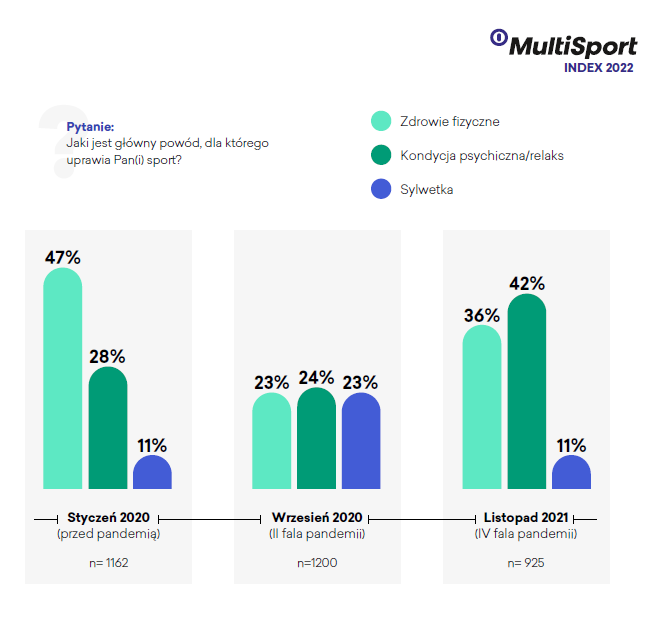 MultiSport
INDEX 2022
?
Pytanie:
Jaki jest główny powód, dla którego
uprawia Pan(i) sport?
Zdrowie fizyczne
Kondycja psychiczna/relaks
Sylwetka
47%
28%
11%
23%
24%
23%
36%
42%
11%
Styczeń 2020
(przed pandemią)
n= 1162
Wrzesień 2020
(II fala pandemii)
n=1200
Listopad 2021
(IV fala pandemii)
n= 925